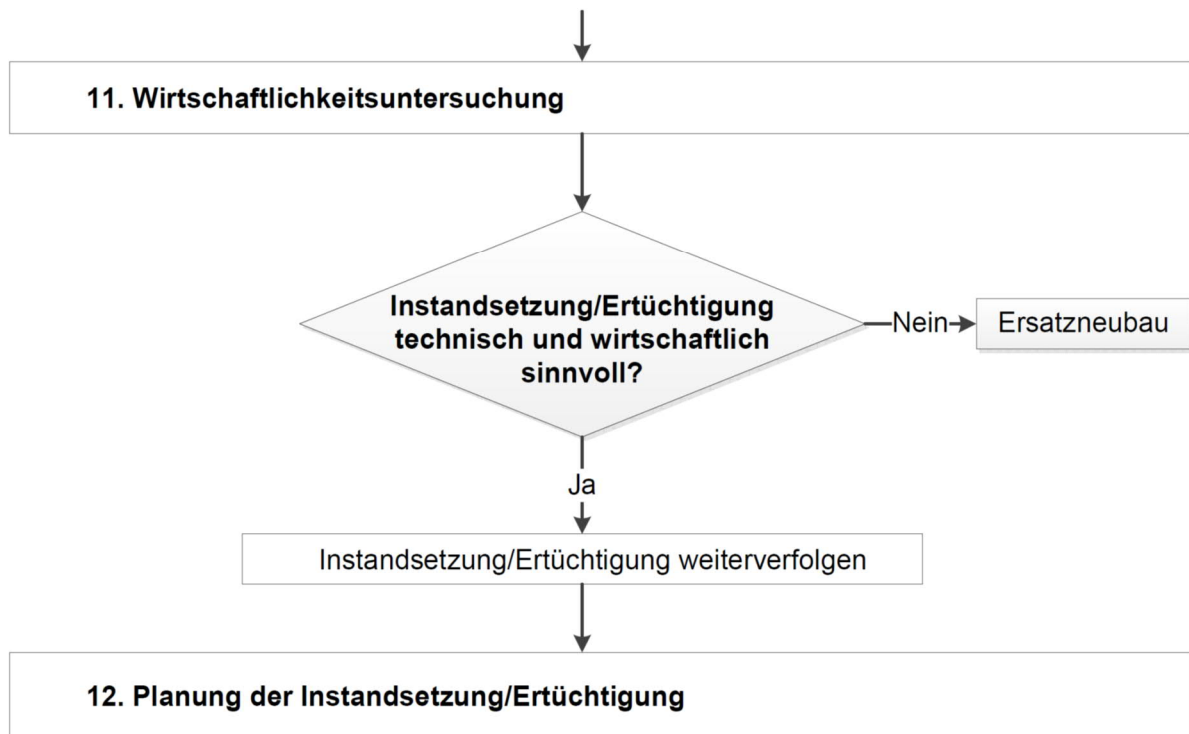 11. Wirtschaftlichkeitsuntersuchung
Instandsetzung/Ertüchtigung
technisch und wirtschaftlich
sinnvoll?
Nein
Ersatzneubau
Ja
Instandsetzung/Ertüchtigung weiterverfolgen
12. Planung der Instandsetzung/Ertüchtigung